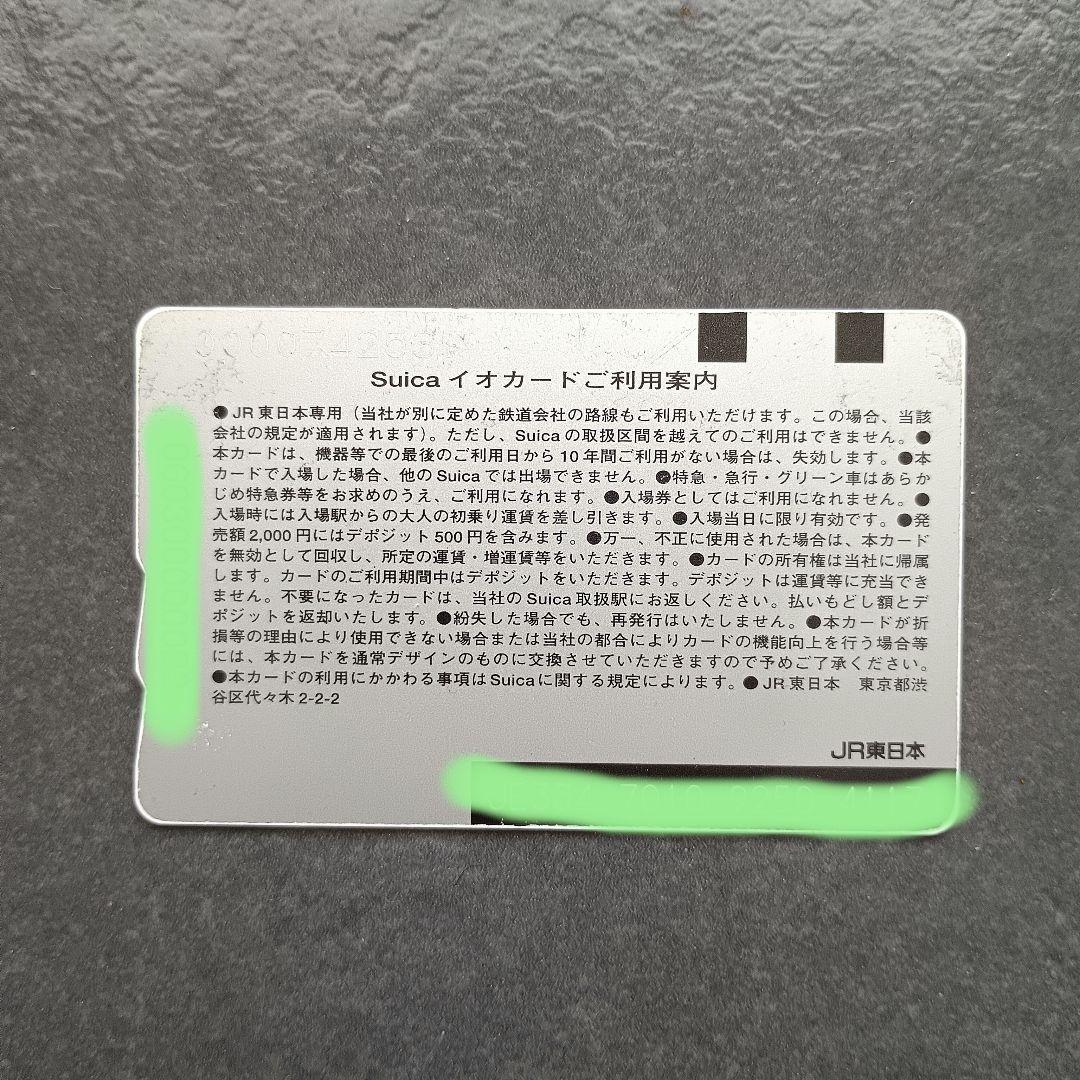 Suica イオカードご利用案内
●JR東日本専用（当社が別に定めた鉄道会社の路線もご利用いただけます。この場合、当該
会社の規定が適用されます）。ただし、Suicaの取扱区間を越えてのご利用はできません。●
本カードは、機器等での最後のご利用日から10年間ご利用がない場合は、失効します。●本
カードで入場した場合、他のSuicaでは出場できません。●特急・急行・グリーン車はあらか
じめ特急券等をお求めのうえ、ご利用になれます。●入場券としてはご利用になれません。●
入場時には入場駅からの大人の初乗り運賃を差し引きます。●入場当日に限り有効です。●発
売額2,000円にはデポジット500円を含みます。●万一、不正に使用された場合は、本カード
を無効として回収し、所定の運賃・増運賃等をいただきます。●カードの所有権は当社に帰属
します。カードのご利用期間中はデポジットをいただきます。デポジットは運賃等に充当でき
ません。不要になったカードは、当社のSuica取扱駅にお返しください。払いもどし額とデ
ポジットを返却いたします。●紛失した場合でも、再発行はいたしません。●本カードが折
損等の理由により使用できない場合または当社の都合によりカードの機能向上を行う場合等
には、本カードを通常デザインのものに交換させていただきますので予めご了承ください。
●本カードの利用にかかわる事項はSuicaに関する規定によります。●JR東日本　東京都渋
谷区代々木2-2-2
JR東日本